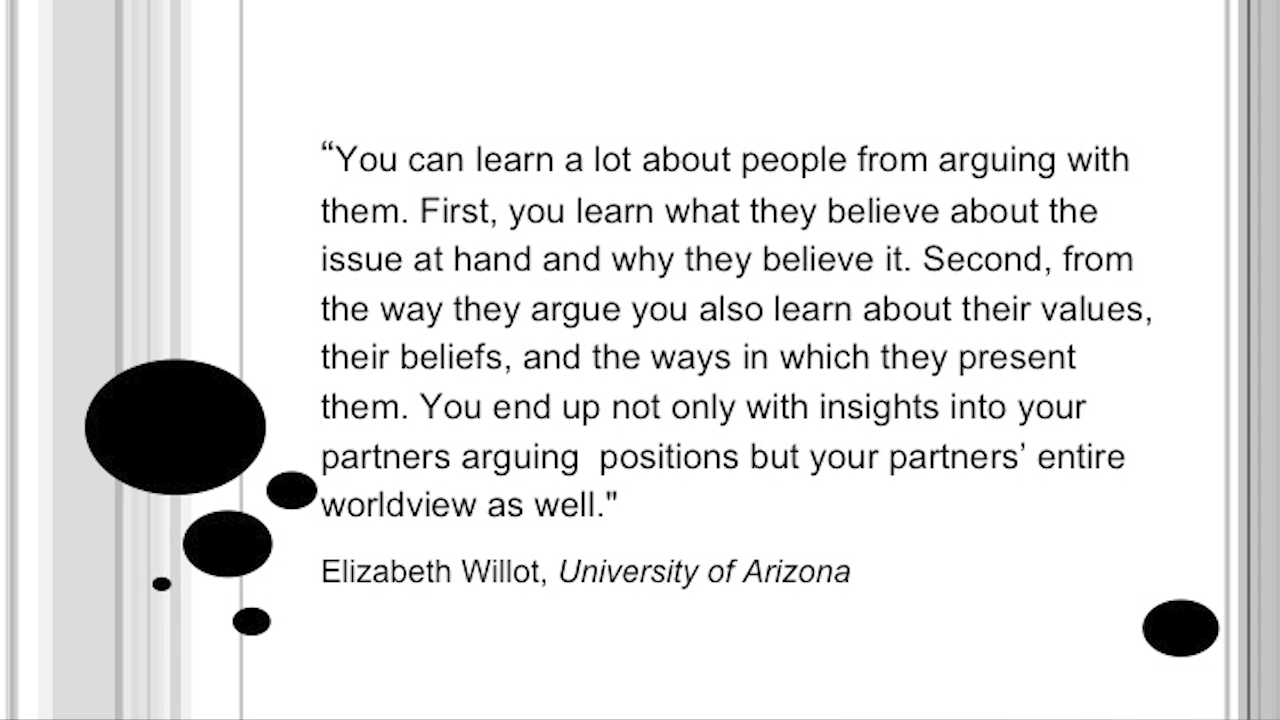 “You can learn a lot about people from arguing with
them. First, you learn what they believe about the
issue at hand and why they believe it. Second, from
the way they argue you also learn about their values,
their beliefs, and the ways in which they present
them. You end up not only with insights into your
partners arguing  positions but your partners’ entire
worldview as well."
Elizabeth Willot, University of Arizona